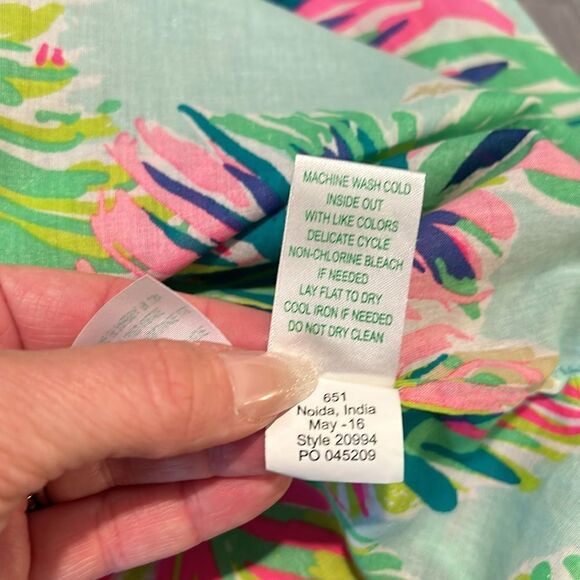 MACHINE WASH COLD
INSIDE OUT
WITH LIKE COLORS
DELICATE CYCLE
NON-CHLORINE BLEACH
IF NEEDED
LAY FLAT TO DRY
COOL IRON IF NEEDED
DO NOT DRY CLEAN
651
Noida, India
May -16
Style 20994
PO 045209